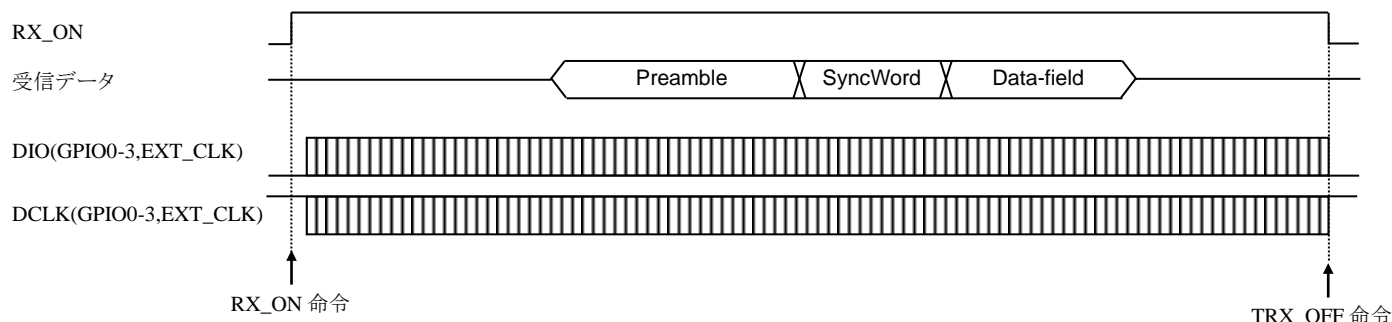 RX_ON
受信データ
Preamble
SyncWord
Data-field
DIO(GPIO0-3,EXT_CLK)
DCLK(GPIO0-3,EXT_CLK)
RX_ON 命令
TRX_OFF 命令